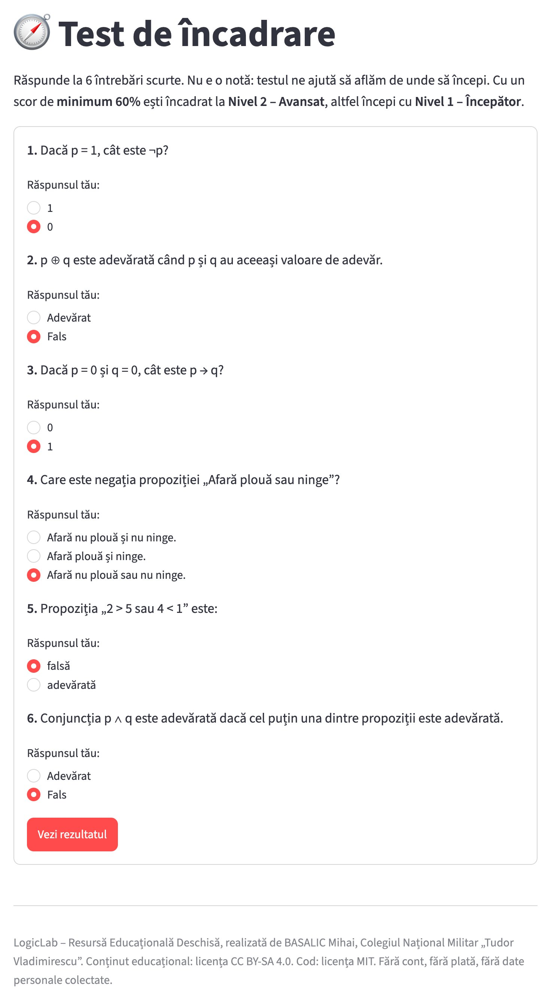 Test de încadrare
Răspunde la 6 întrebări scurte. Nu e o notă: testul ne ajută să aflăm de unde să începi. Cu un
scor de minimum 60% ești încadrat la Nivel 2 – Avansat, altfel începi cu Nivel 1 – Începător.
1. Dacă p = 1, cât este ¬p?
Răspunsul tău:
1
0
2. p ⊕ q este adevărată când p și q au aceeași valoare de adevăr.
Răspunsul tău:
Adevărat
Fals
3. Dacă p = 0 și q = 0, cât este p → q?
Răspunsul tău:
0
1
4. Care este negația propoziției „Afară plouă sau ninge”?
Răspunsul tău:
Afară nu plouă și nu ninge.
Afară plouă și ninge.
Afară nu plouă sau nu ninge.
5. Propoziția „2 > 5 sau 4 < 1” este:
Răspunsul tău:
falsă
adevărată
6. Conjuncția p ∧ q este adevărată dacă cel puțin una dintre propoziții este adevărată.
Răspunsul tău:
Adevărat
Fals
Vezi rezultatul
LogicLab – Resursă Educațională Deschisă, realizată de BASALIC Mihai, Colegiul Național Militar „Tudor
Vladimirescu”. Conținut educațional: licența CC BY-SA 4.0. Cod: licența MIT. Fără cont, fără plată, fără date
personale colectate.